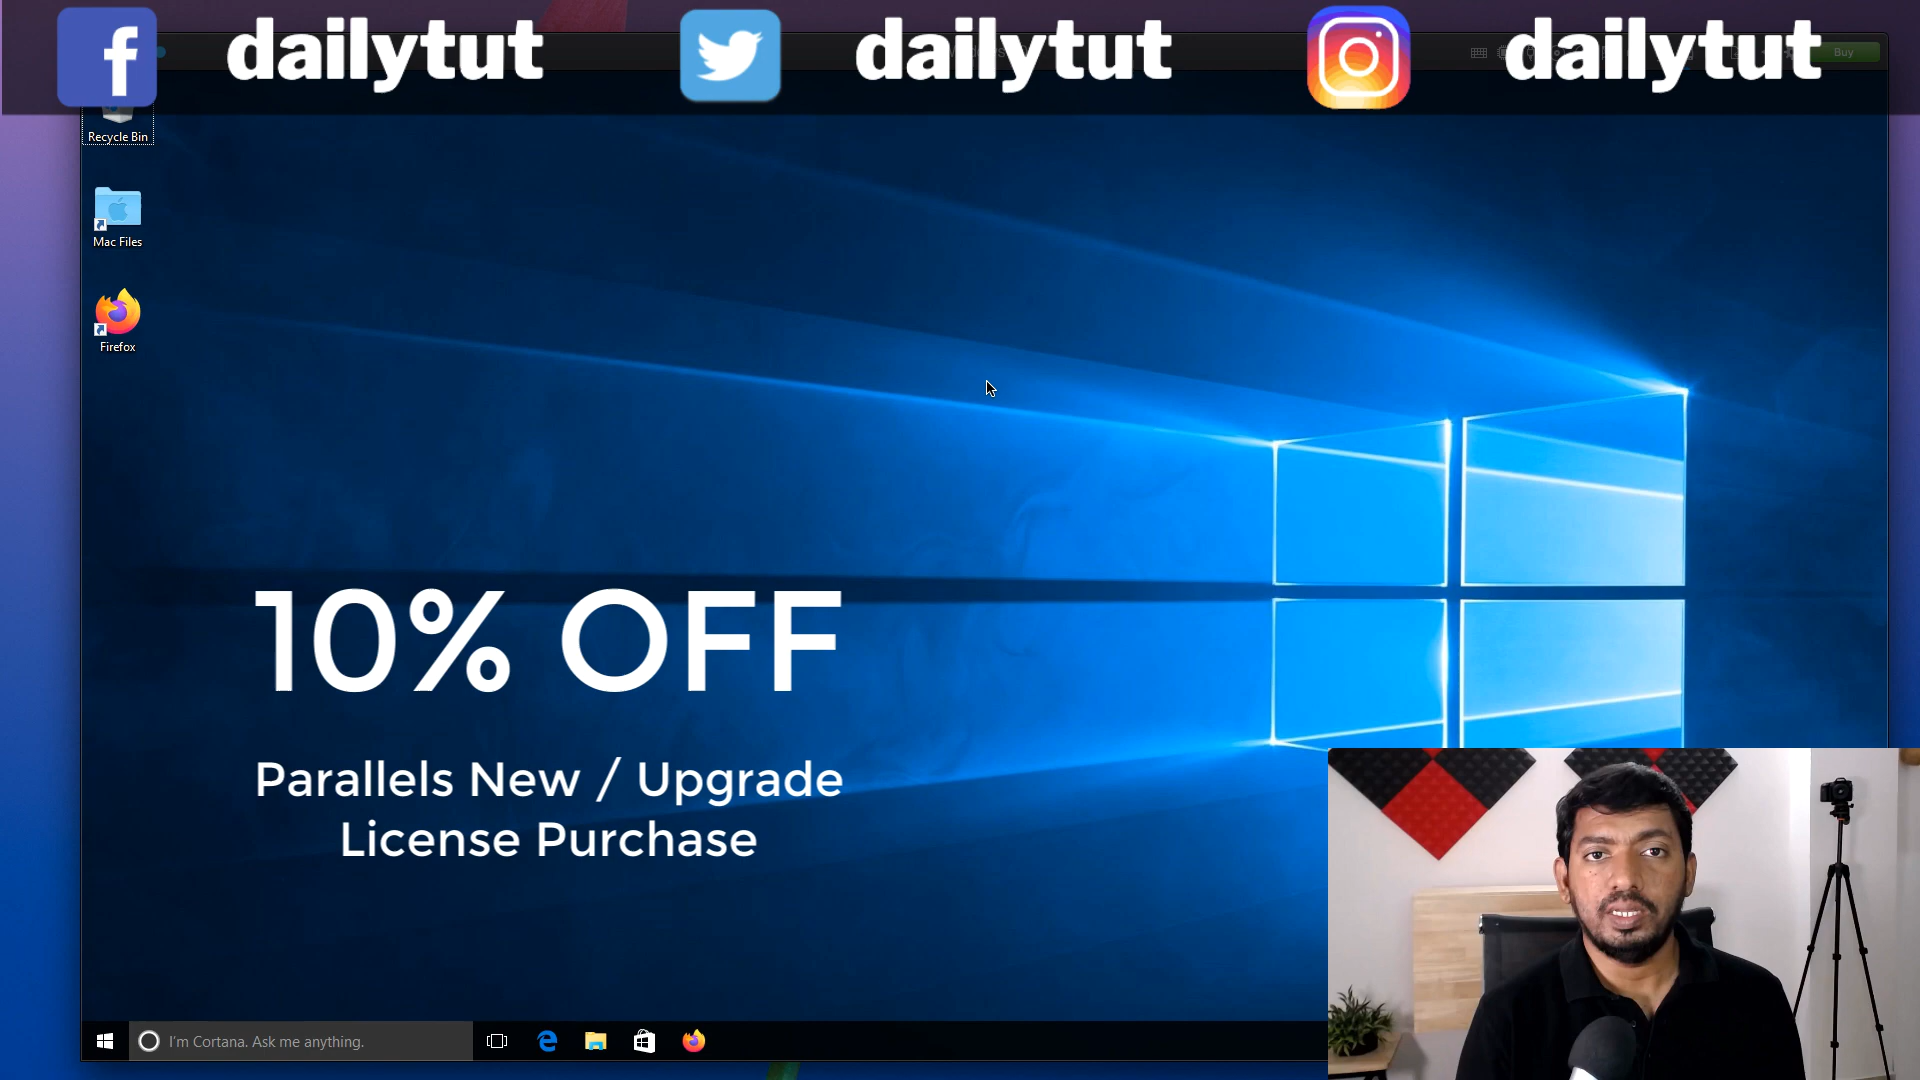 dailytut dailytut dailytut
Buy
Recycle Bin
Mac Files
Firefox
10% OFF
Parallels New / Upgrade
License Purchase
I'm Cortana. Ask me anything.